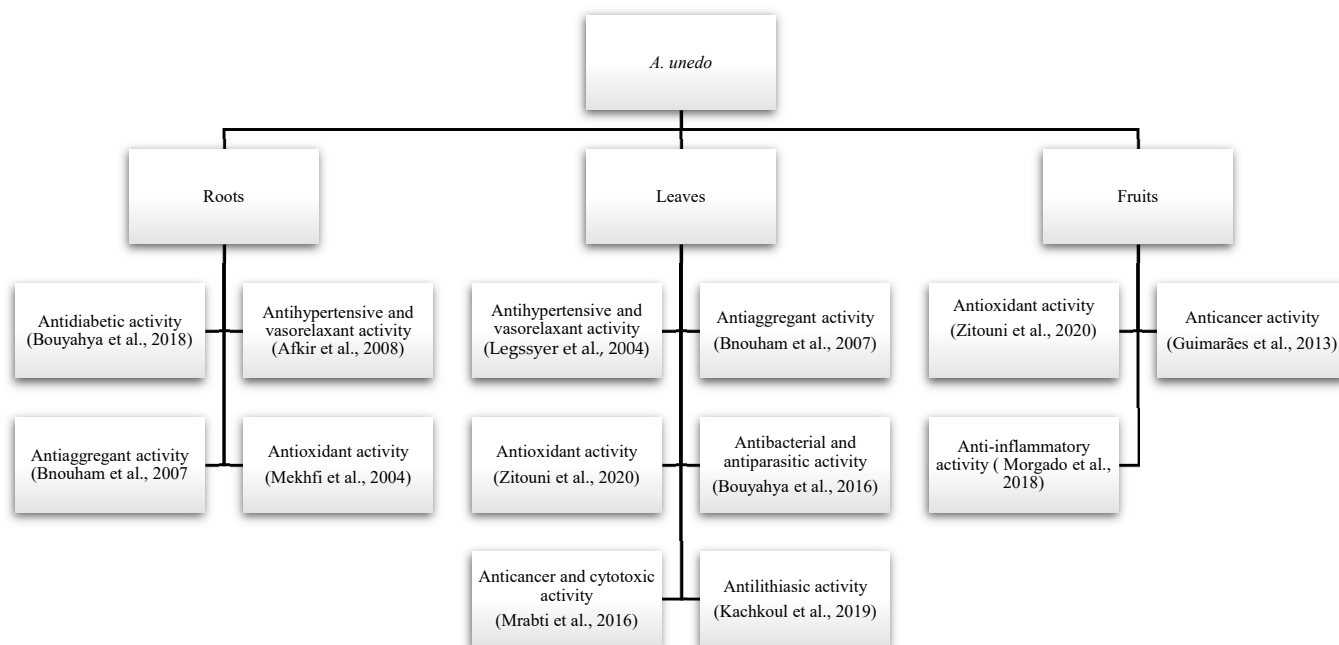 A. unedo
Roots
Leaves
Fruits
Antidiabetic activity
(Bouyahya et al., 2018)
Antihypertensive and
vasorelaxant activity
(Afkir et al., 2008)
Antihypertensive and
vasorelaxant activity
(Legssyer et al., 2004)
Antiaggregant activity
(Bnouham et al., 2007)
Antioxidant activity
(Zitouni et al., 2020)
Anticancer activity
(Guimarães et al., 2013)
Antiaggregant activity
(Bnouham et al., 2007
Antioxidant activity
(Mekhfi et al., 2004)
Antioxidant activity
(Zitouni et al., 2020)
Antibacterial and
antiparasitic activity
(Bouyahya et al., 2016)
Anti-inflammatory
activity ( Morgado et al.,
2018)
Anticancer and cytotoxic
activity
(Mrabti et al., 2016)
Antilithiasic activity
(Kachkoul et al., 2019)